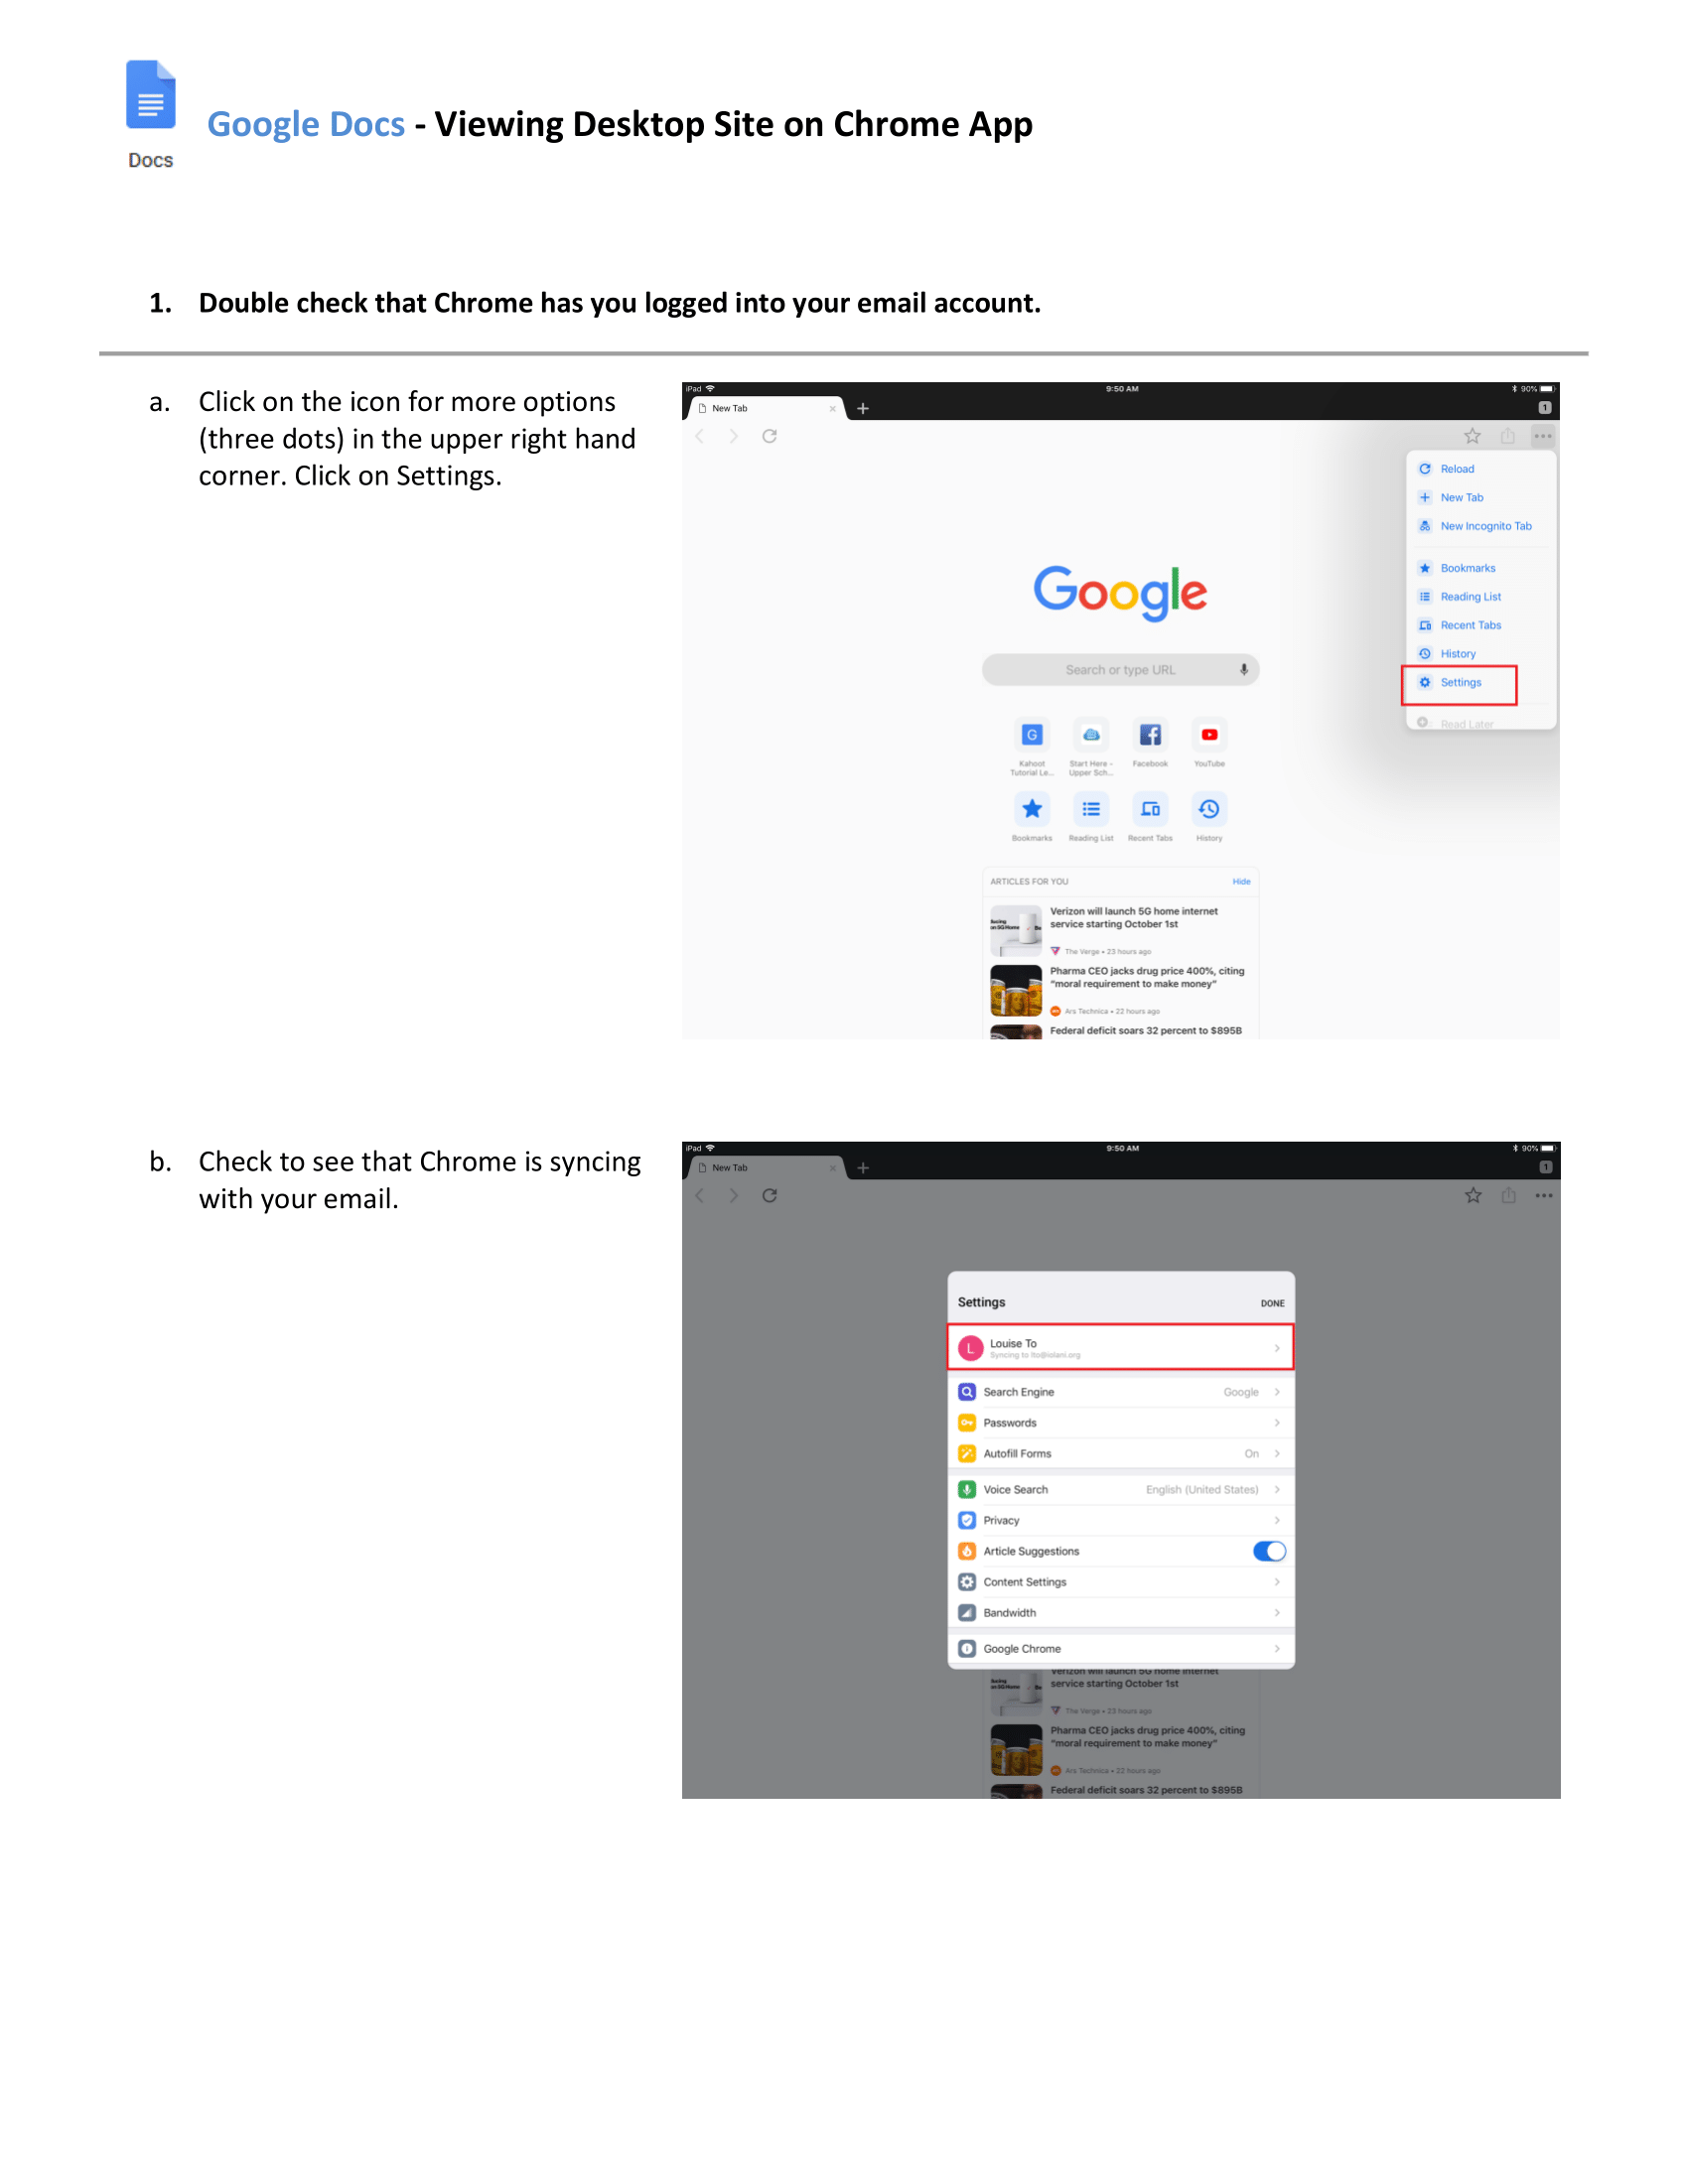 Docs
Google Docs - Viewing Desktop Site on Chrome App
1. Double check that Chrome has you logged into your email account.
a. Click on the icon for more options
(three dots) in the upper right hand
corner. Click on Settings.
iPad 9:50 AM 90%
New Tab 1
Reload
New Tab
New Incognito Tab
Bookmarks
Reading List
Recent Tabs
History
Settings
Read Later
Google
Search or type URL
G
Kahoot Start Here - Facebook YouTube
Tutorial Le... Upper Sch...
Bookmarks Reading List Recent Tabs History
ARTICLES FOR YOU Hide
Verizon will launch 5G home internet
service starting October 1st
The Verge • 23 hours ago
Pharma CEO jacks drug price 400%, citing
"moral requirement to make money"
Ars Technica • 22 hours ago
Federal deficit soars 32 percent to $895B
b. Check to see that Chrome is syncing
with your email.
iPad 9:50 AM 90%
New Tab 1
Settings DONE
L Louise To
Syncing to lto@iolani.org
Search Engine Google
Passwords
Autofill Forms On
Voice Search English (United States)
Privacy
Article Suggestions
Content Settings
Bandwidth
Google Chrome
Verizon will launch 5G home internet
service starting October 1st
The Verge • 23 hours ago
Pharma CEO jacks drug price 400%, citing
"moral requirement to make money"
Ars Technica • 22 hours ago
Federal deficit soars 32 percent to $895B